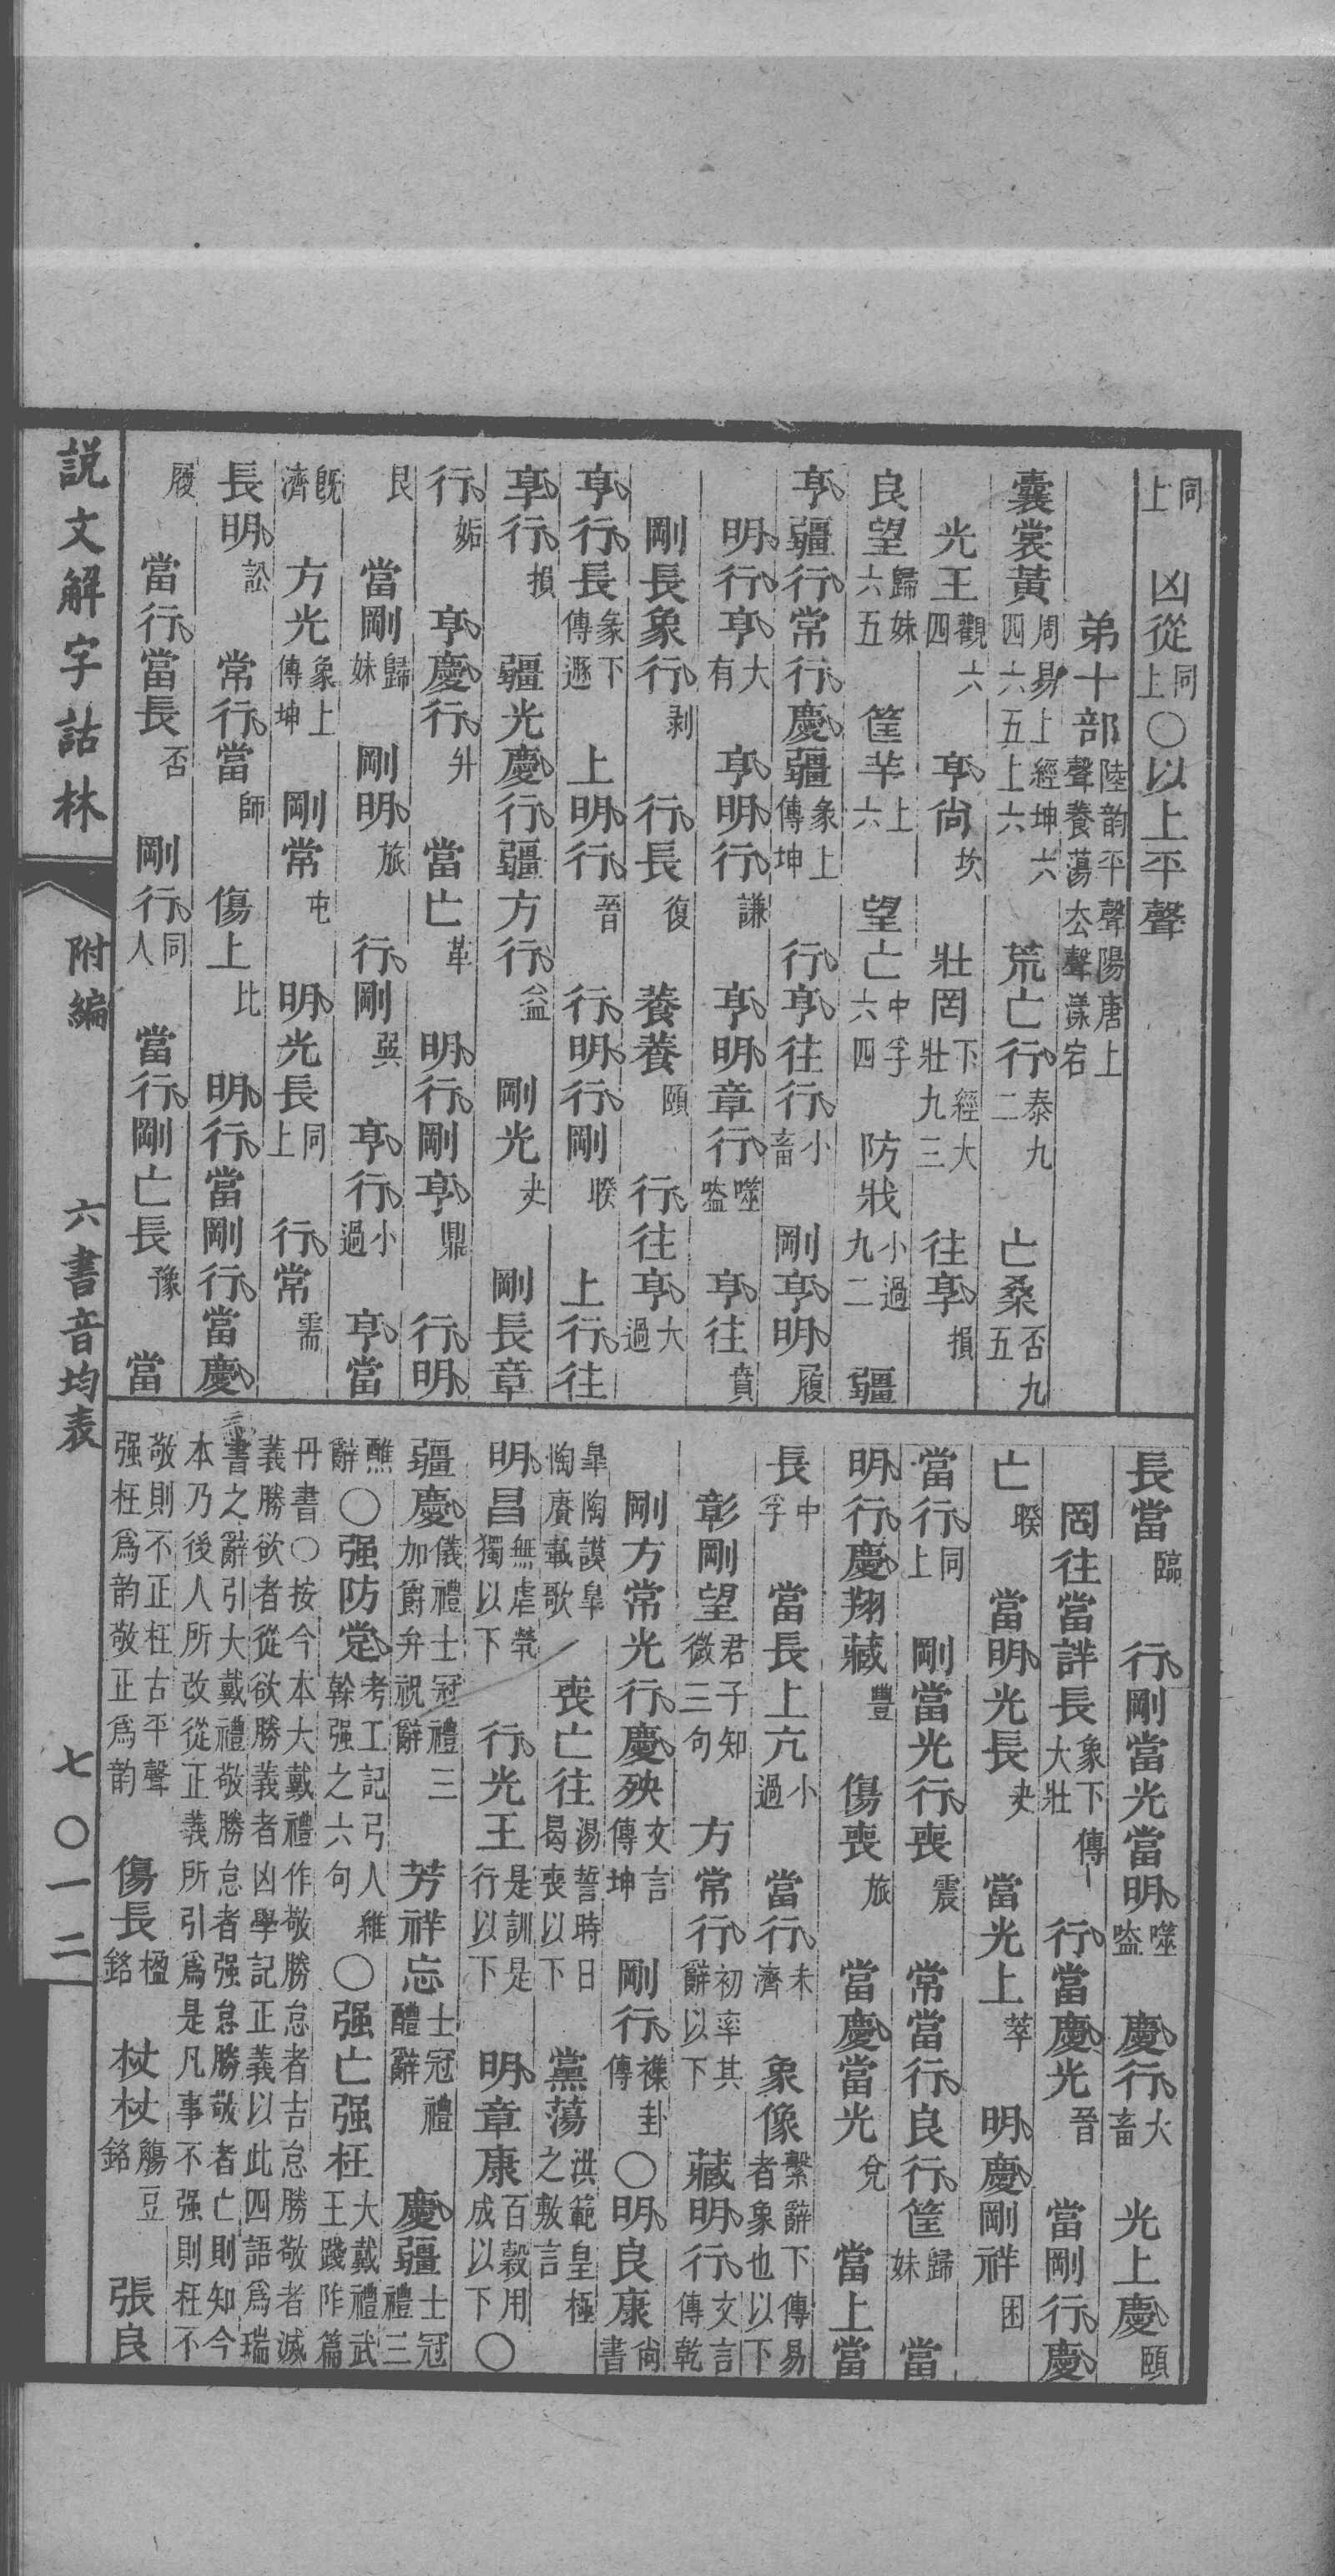 同上　凶從同上○以上平聲
弟十部陸韵平聲陽唐上聲養蕩去聲漾宕
囊裳黃周易上經坤六四六五上六　荒亡行泰九二　亡桑否九五
光王觀六四　亨尚坎　壯罔下經大壯九三　往享損
良望歸妹六五　筐羊上六　望亡中孚六四　防戕小過九二　疆
亨疆行常行慶疆彖上傳坤　行亨往行小畜　剛亨明履
明行亨大有　亨明行謙　亨明章行噬嗑　亨往賁
剛長象行剥　行長復　養養頤　行往亨大過
亨行長彖下傳遯　上明行晉　行明行剛睽　上行往
享行損　疆光慶行疆方行益　剛光夬　剛長章
行姤　亨慶行升　當亡革　明行剛亨鼎　行明
艮　當剛歸妹　剛明旅　行剛巽　亨行小過　亨當
既濟　方光象上傳坤　剛常屯　明光長同上　行常需
長明訟　常行當師　傷上比　明行當剛行當慶
履　當行當長否　剛行同人　當行剛亡長豫　當
長當臨　行剛當光當明噬嗑　慶行大畜　光上慶頤
罔往當詳長象下傳大壯　行當慶光晉　當剛行慶
亡睽　當明光長夬　當光上萃　明慶剛祥困
當行同上　剛當光行喪震　常當行良行筐歸妹　當
明行慶翔藏豐　傷喪旅　當慶當光兌　當上當
長中孚　當長上亢小過　當行未濟　象像繫辭下傳易者象也以下
彰剛望君子知微三句　方常行初率其辭以下　藏明行文言傳乾
剛方常光行慶殃文言傳坤　剛行襍卦傳○明良康尚書
皋陶謨皋陶賡載歌　喪亡往湯誓時日曷喪以下　黨蕩洪範皇極之敷言
明昌無虐煢獨以下　行光王是訓是行以下　明章康百穀用成以下○
疆慶儀禮士冠禮三加爵弁祝辭　芳祥忘士冠禮醴辭　慶疆士冠禮三
醮辭○强防考工記弓人維榦强之六句○强亡强枉大戴禮武王踐阼篇
丹書○按今本大戴禮作敬勝怠者吉怠勝敬者滅義勝欲者從欲勝義者凶學記正義以此四語爲瑞
書之辭引大戴禮敬勝怠者强怠勝敬者亡則知今本乃後人所改從正義所引爲是凡事不强則枉不
敬則不正枉古平聲强枉爲韵敬正爲韵　傷長楹銘　杖杖觴豆銘　張良
説文解字詁林　附編　六書音均表　七〇一二